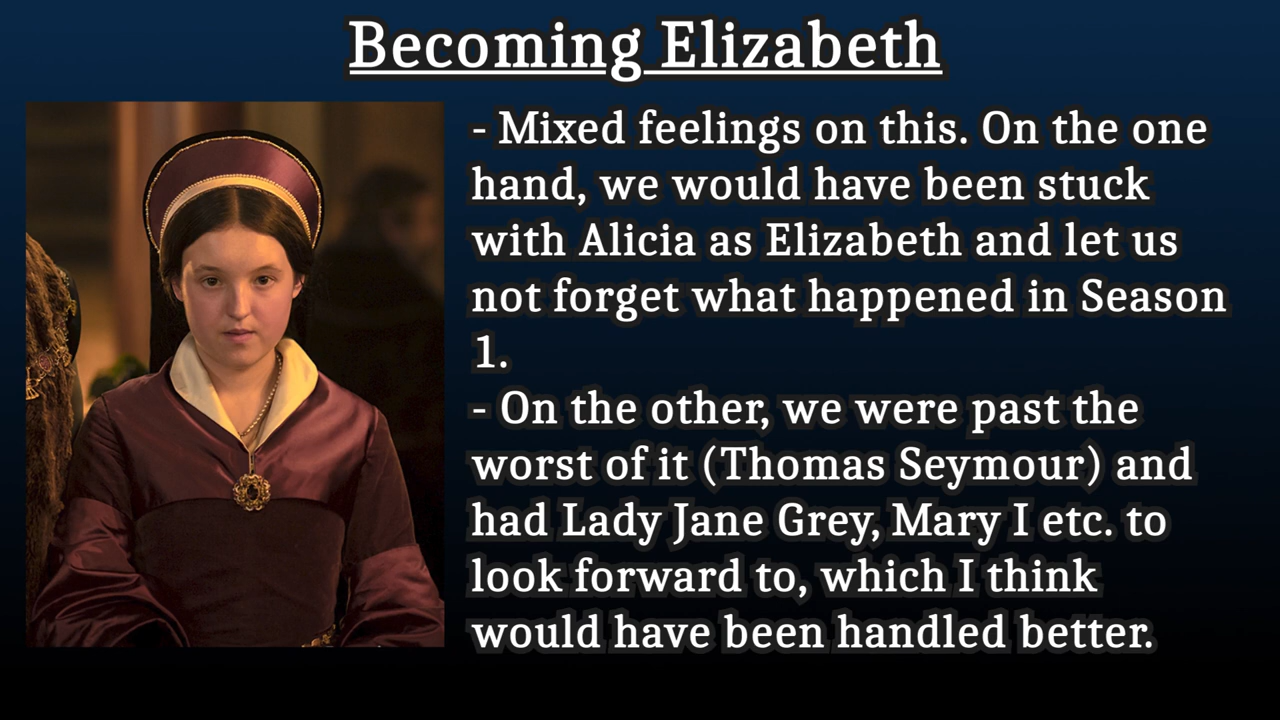 Becoming Elizabeth
- Mixed feelings on this. On the one
hand, we would have been stuck
with Alicia as Elizabeth and let us
not forget what happened in Season
1.
- On the other, we were past the
worst of it (Thomas Seymour) and
had Lady Jane Grey, Mary I etc. to
look forward to, which I think
would have been handled better.